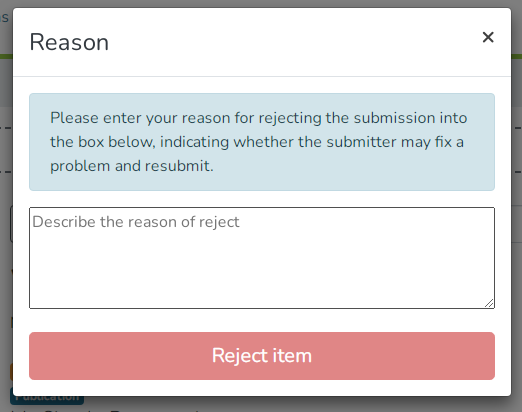 Reason
×
Please enter your reason for rejecting the submission into
the box below, indicating whether the submitter may fix a
problem and resubmit.
Describe the reason of reject
Reject item
Publication